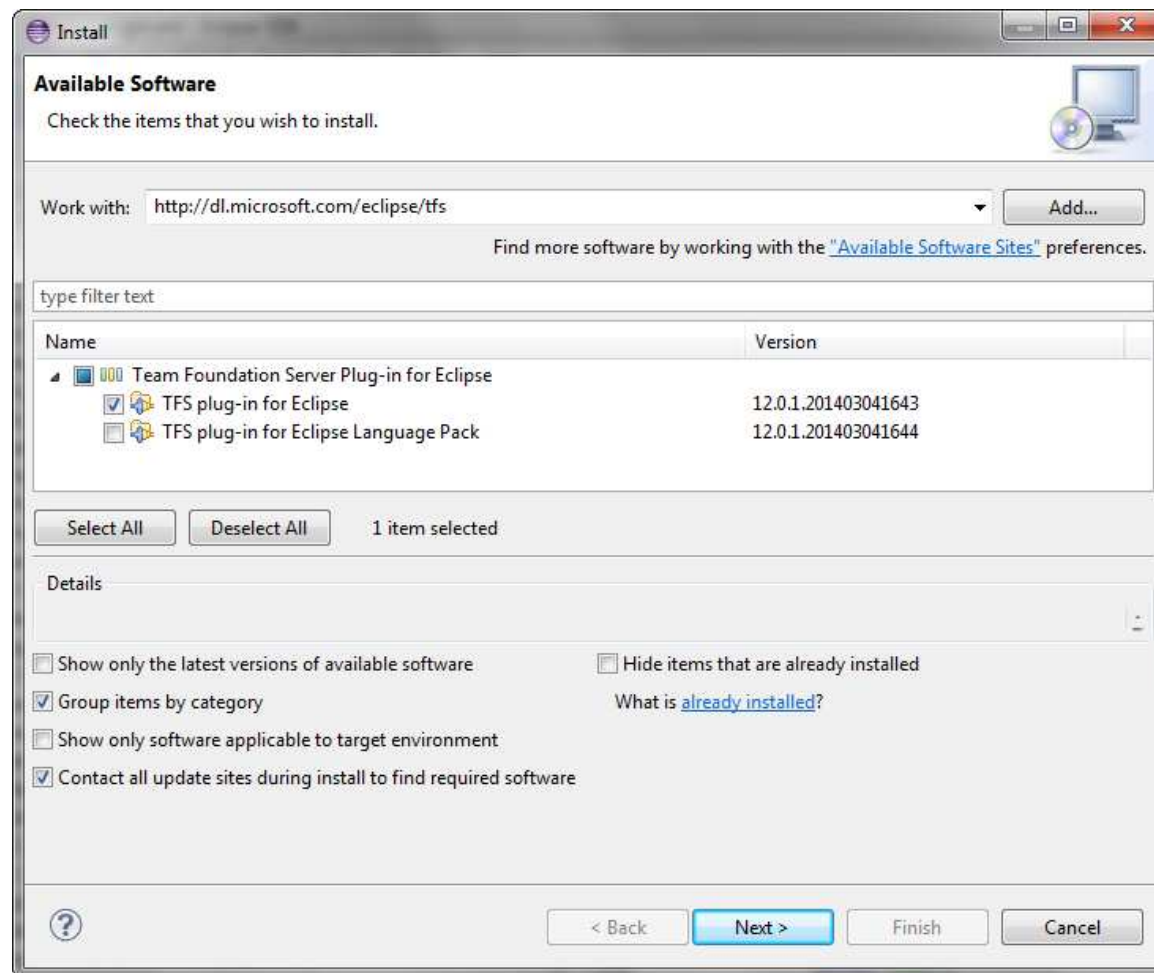 Install
Available Software
Check the items that you wish to install.
Work with: http://dl.microsoft.com/eclipse/tfs Add...
Find more software by working with the "Available Software Sites" preferences.
type filter text
Name Version
Team Foundation Server Plug-in for Eclipse
TFS plug-in for Eclipse 12.0.1.201403041643
TFS plug-in for Eclipse Language Pack 12.0.1.201403041644
Select All Deselect All 1 item selected
Details
Show only the latest versions of available software Hide items that are already installed
Group items by category What is already installed?
Show only software applicable to target environment
Contact all update sites during install to find required software
? < Back Next > Finish Cancel